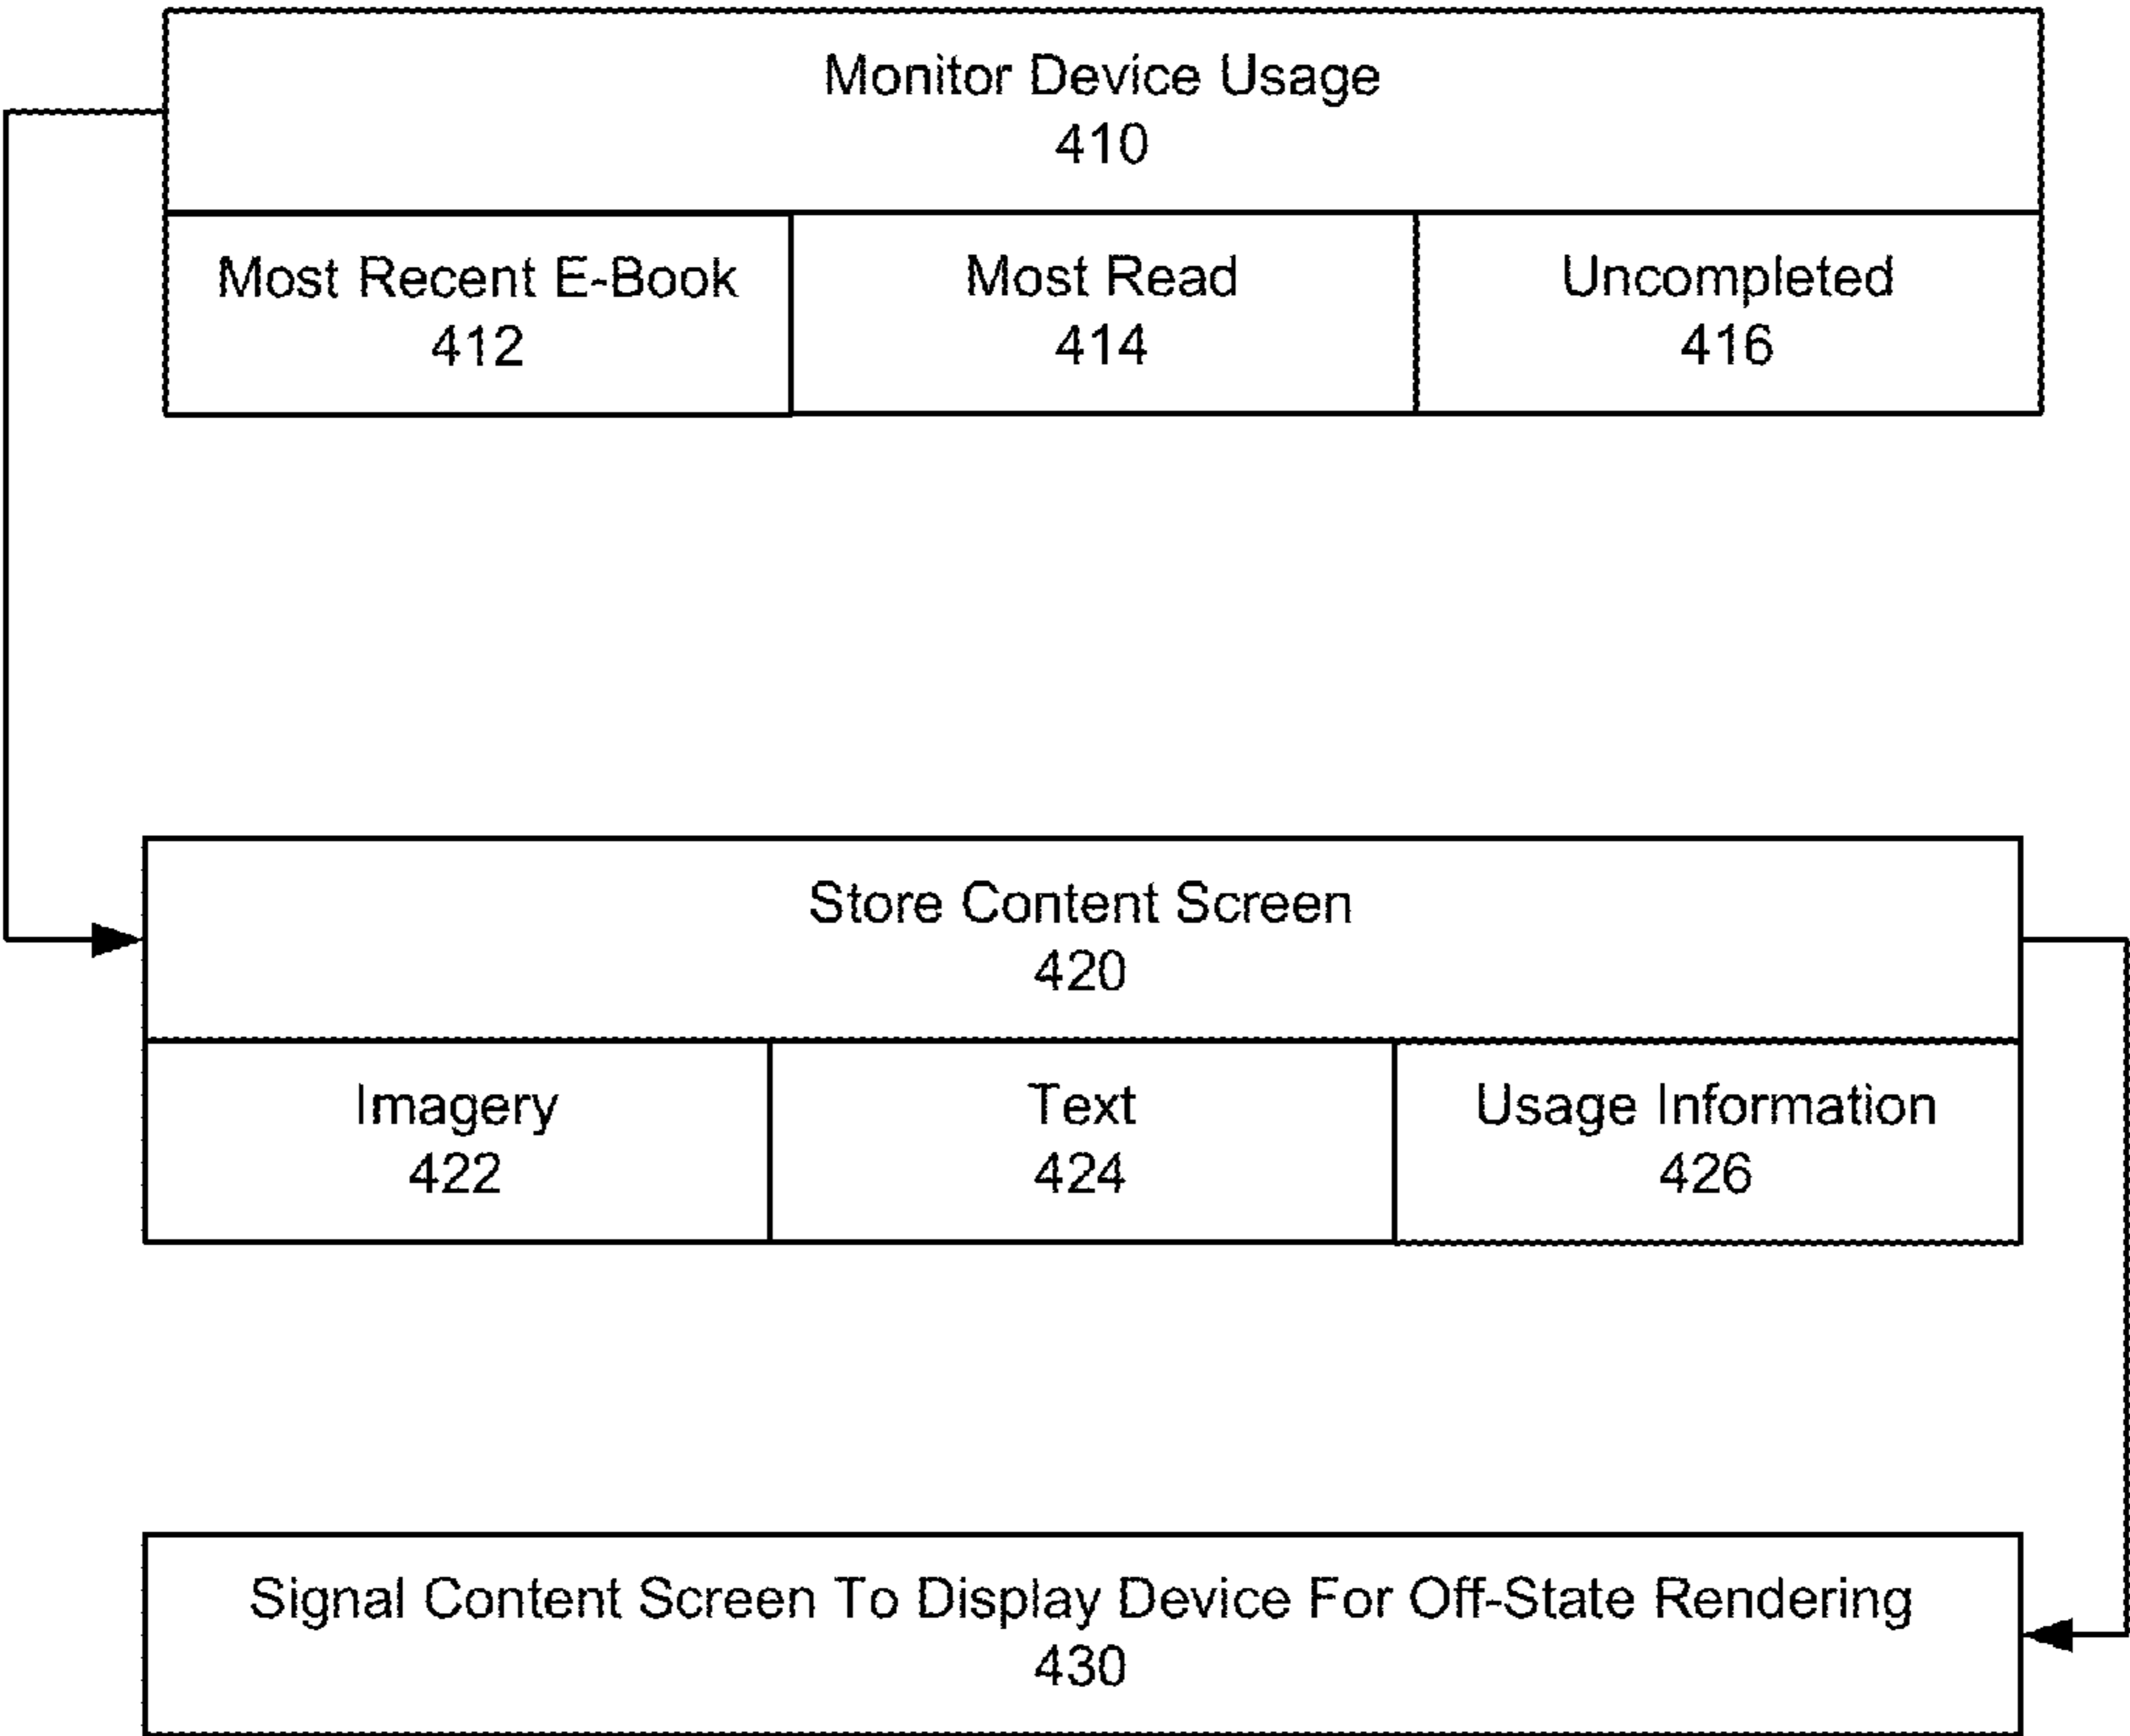 Monitor Device Usage
410
Most Recent E-Book
412
Most Read
414
Uncompleted
416
Store Content Screen
420
Imagery
422
Text
424
Usage Information
426
Signal Content Screen To Display Device For Off-State Rendering
430